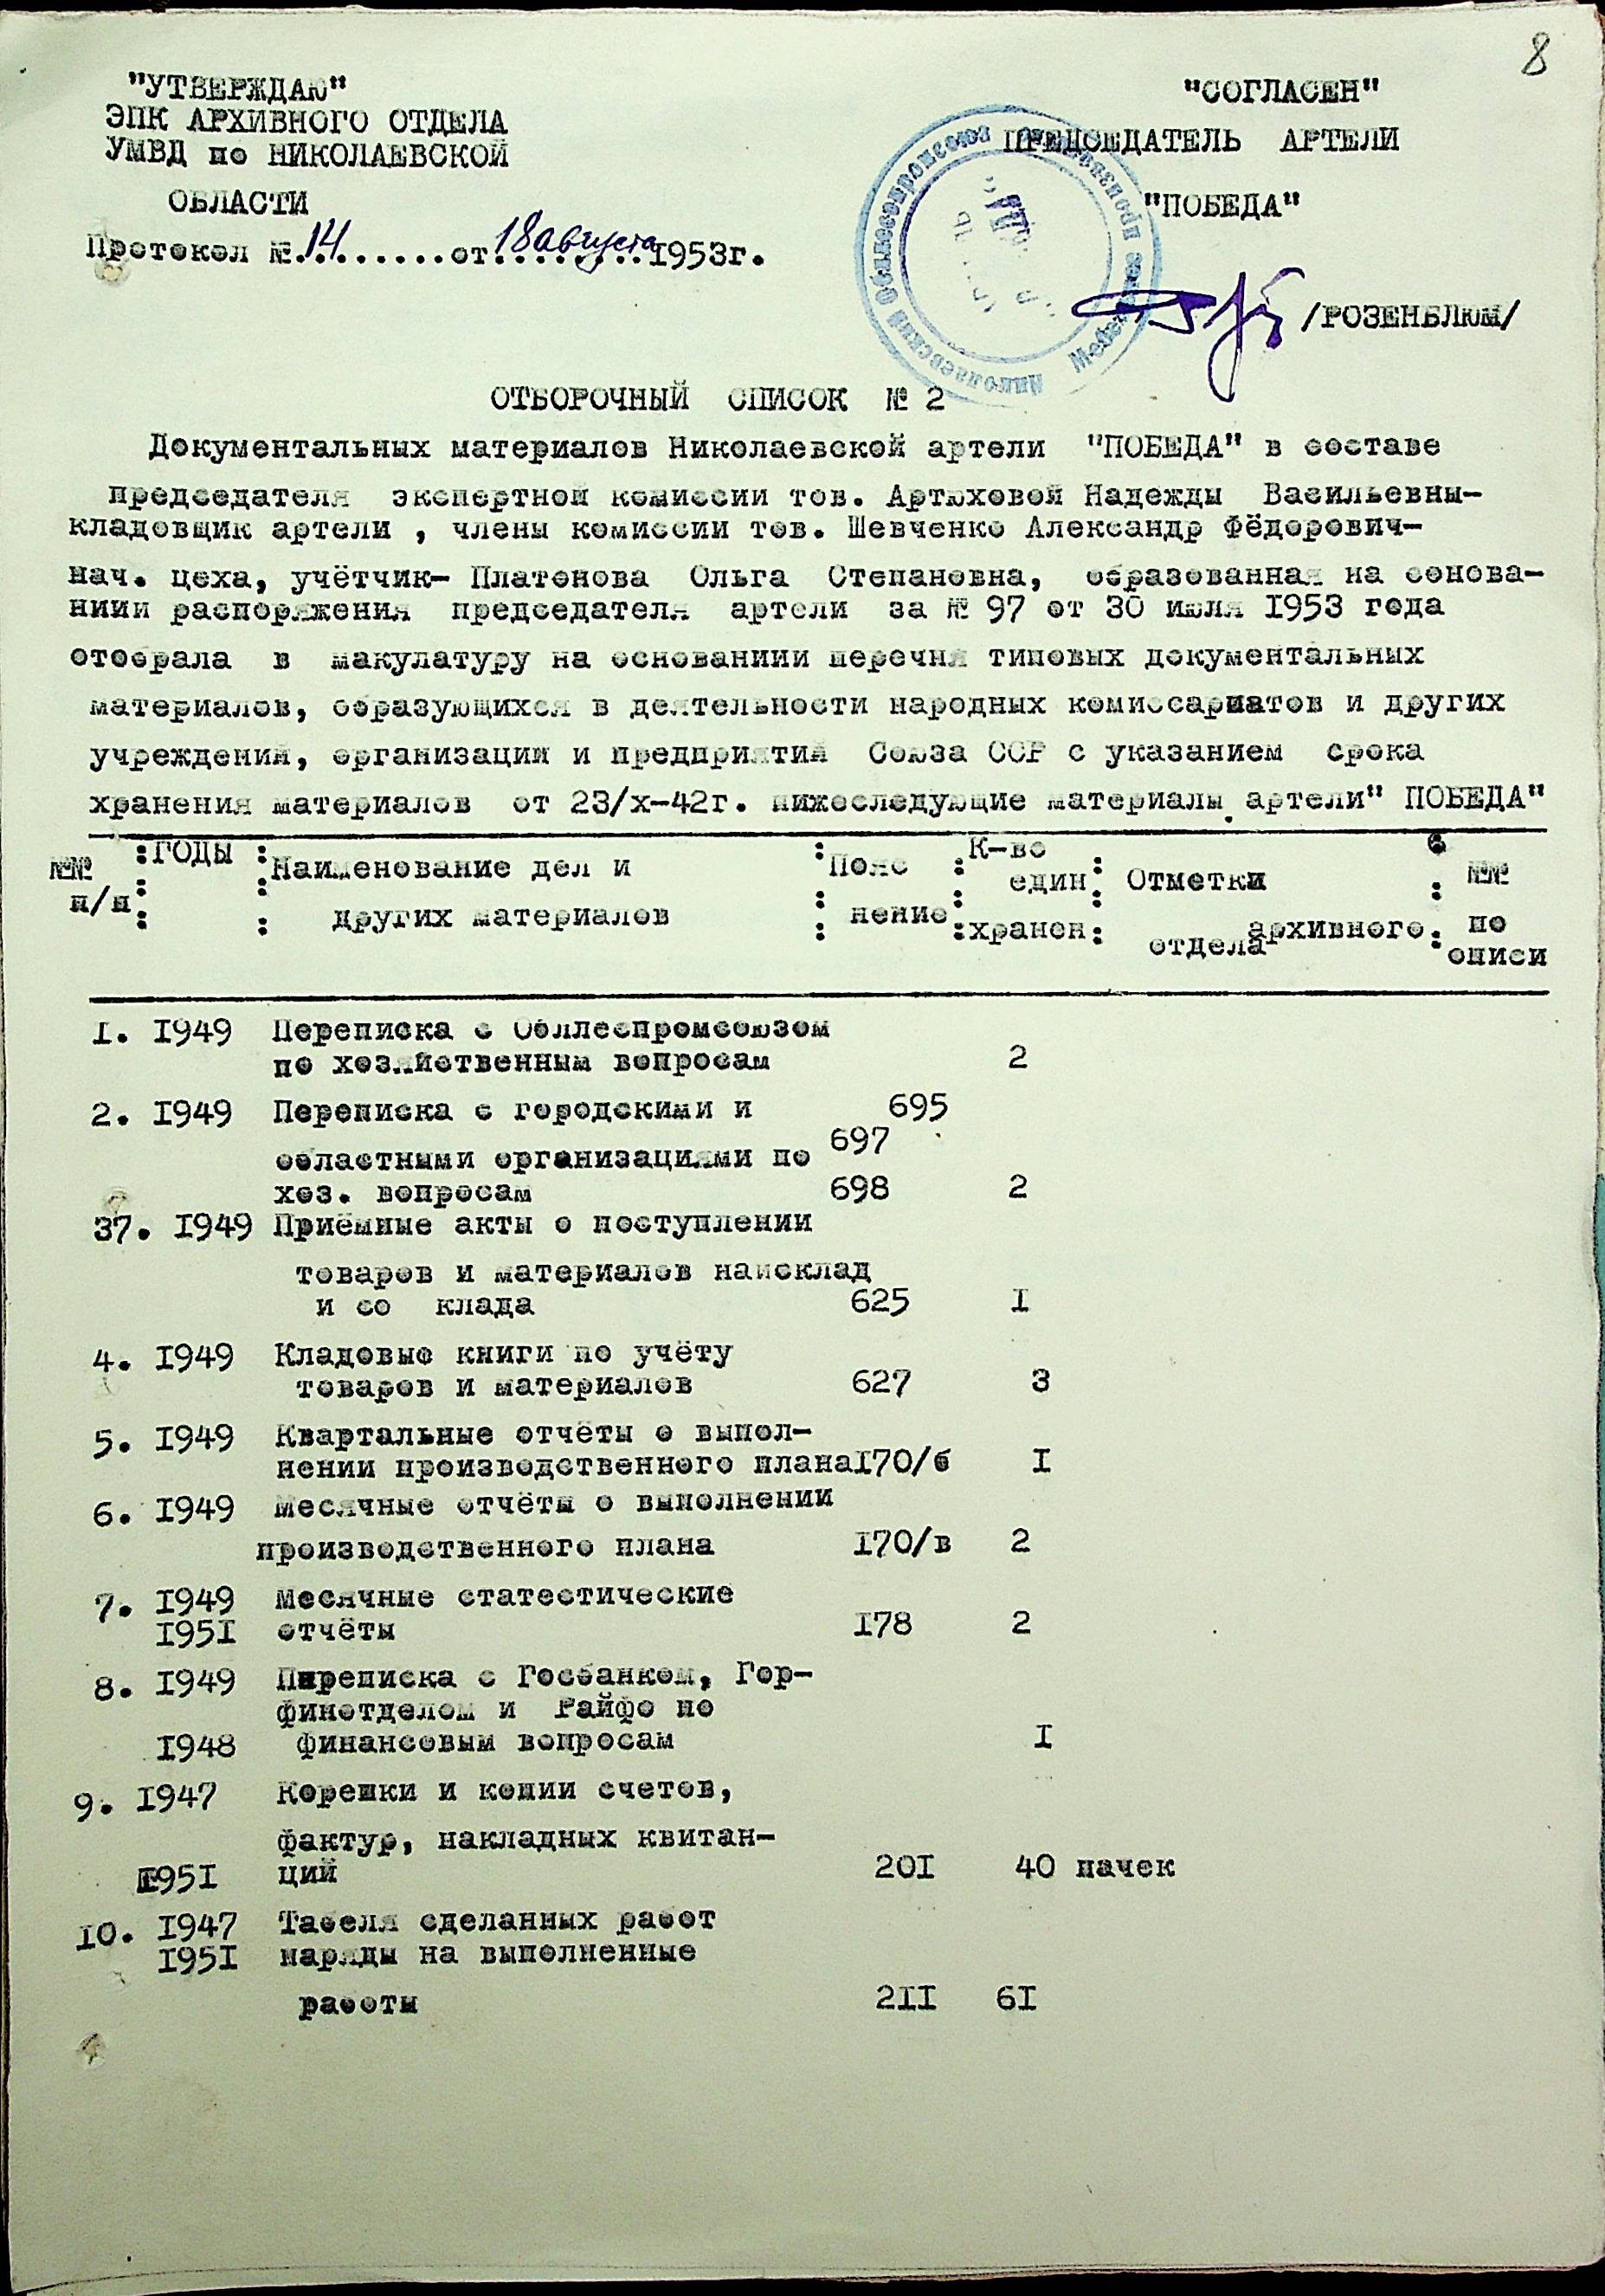 8
"УТВЕРЖДАЮ"
ЭПК АРХИВНОГО ОТДЕЛА
УМВД по НИКОЛАЕВСКОЙ
ОБЛАСТИ
Протокол №.14.......от 18 августа 1953г.
"СОГЛАСЕН"
ПРЕДСЕДАТЕЛЬ АРТЕЛИ
"ПОБЕДА"
/РОЗЕНБЛЮМ/
Николаевский Обллеспромсоюз
ОТБОРОЧНЫЙ СПИСОК № 2
Документальных материалов Николаевской артели "ПОБЕДА" в составе
председателя экспертной комиссии тов. Артюховой Надежды Васильевны-
кладовщик артели , члены комиссии тов. Шевченко Александр Фёдорович-
нач. цеха, учётчик- Платонова Ольга Степановна, образованная на основа-
ниии распоряжения председателя артели за № 97 от 30 июля 1953 года
отобрала в макулатуру на основаниии перечня типовых документальных
материалов, образующихся в деятельности народных комиссариатов и других
учреждений, организаций и предприятий Союза ССР с указанием срока
хранения материалов от 23/х-42г. нижеследующие материалы артели" ПОБЕДА"
№№ п/п : ГОДЫ : Наименование дел и других материалов : Пояс нение : К-во един хранен : Отметки архивного отдела : №№ по описи
1. 1949 Переписка с Обллеспромсоюзом
по хозяйственным вопросам 2
2. 1949 Переписка с городскими и 695
697
областными организациями по
хоз. вопросам 698 2
37. 1949 Приёмные акты о поступлении
товаров и материалов наисклад
и со клада 625 I
4. 1949 Кладовые книги по учёту
товаров и материалов 627 3
5. 1949 Квартальные отчёты о выпол-
нении производственного плана 170/б I
6. 1949 Месячные отчёты о выполнении
производственного плана 170/в 2
7. 1949 Месячные статестические
1951 отчёты 178 2
8. 1949 Переписка с Госбанком, Гор-
финотделом и Райфо по
1948 финансовым вопросам I
9. 1947 Корешки и копии счетов,
фактур, накладных квитан-
1951 ций 201 40 пачек
10. 1947 Табеля сделанных работ
1951 наряды на выполненные
работы 211 61